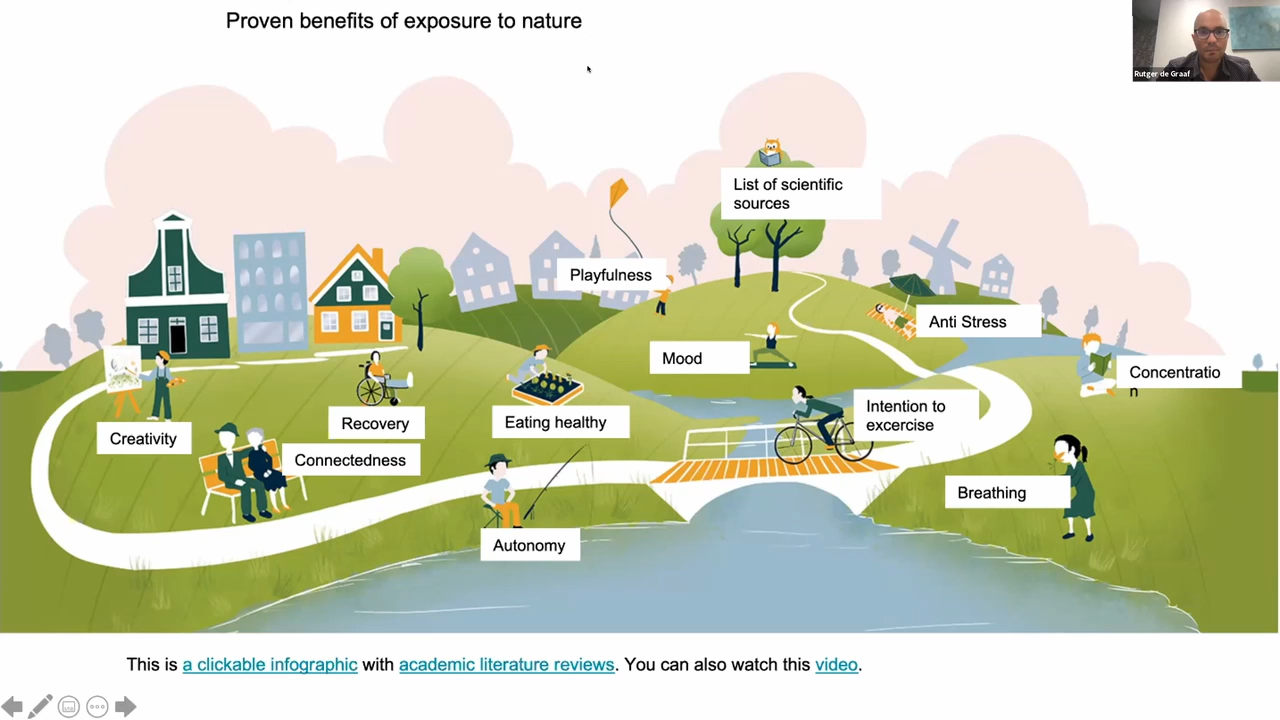 Proven benefits of exposure to nature
Rutger de Graaf
List of scientific
sources
Playfulness
Anti Stress
Mood
Concentratio
n
Intention to
excercise
Recovery
Eating healthy
Creativity
Connectedness
Breathing
Autonomy
This is a clickable infographic with academic literature reviews. You can also watch this video.